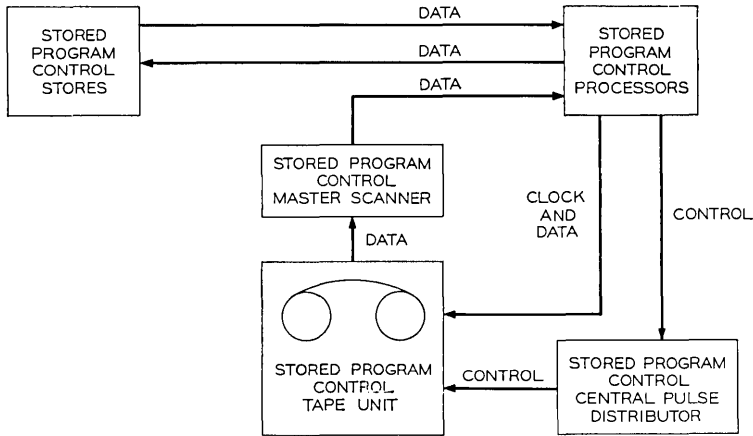 DATA
STORED
PROGRAM
CONTROL
STORES
DATA
DATA
STORED
PROGRAM
CONTROL
PROCESSORS
STORED PROGRAM
CONTROL
MASTER SCANNER
DATA
CLOCK
AND
DATA
CONTROL
STORED PROGRAM
CONTROL
TAPE UNIT
CONTROL
STORED PROGRAM
CONTROL
CENTRAL PULSE
DISTRIBUTOR